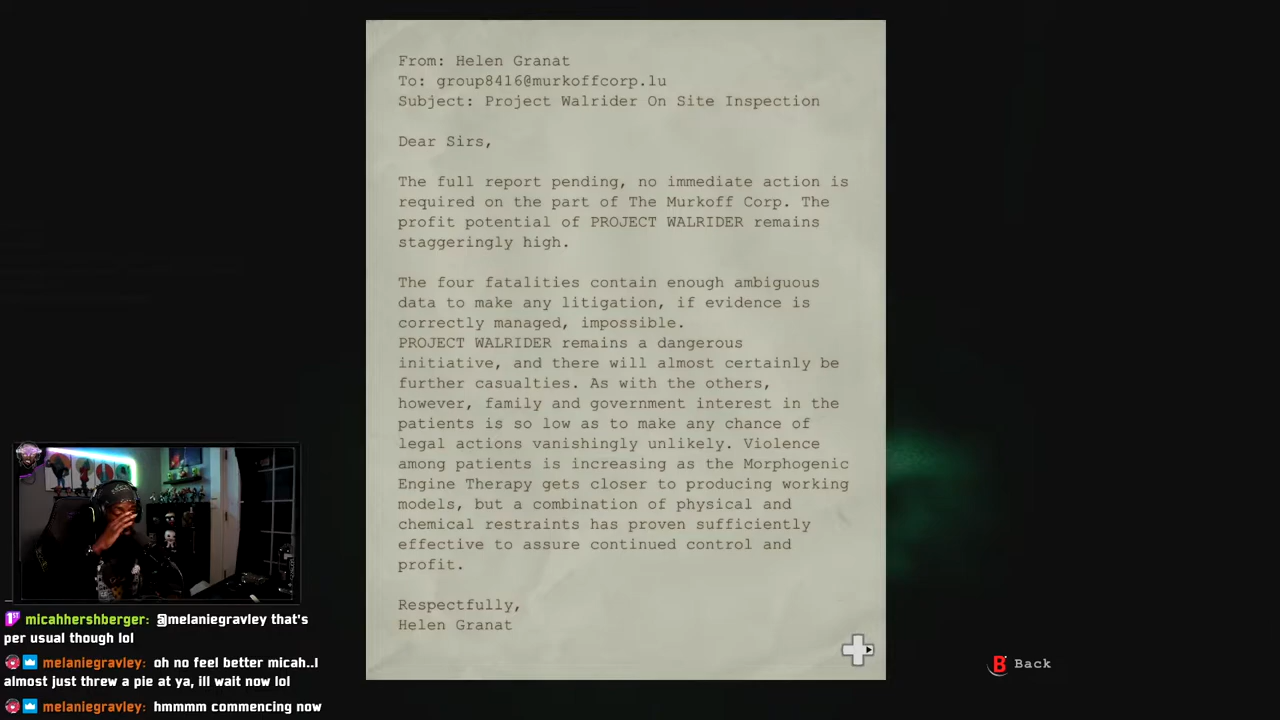 From: Helen Granat
To: group8416@murkoffcorp.lu
Subject: Project Walrider On Site Inspection
Dear Sirs,
The full report pending, no immediate action is
required on the part of The Murkoff Corp. The
profit potential of PROJECT WALRIDER remains
staggeringly high.
The four fatalities contain enough ambiguous
data to make any litigation, if evidence is
correctly managed, impossible.
PROJECT WALRIDER remains a dangerous
initiative, and there will almost certainly be
further casualties. As with the others,
however, family and government interest in the
patients is so low as to make any chance of
legal actions vanishingly unlikely. Violence
among patients is increasing as the Morphogenic
Engine Therapy gets closer to producing working
models, but a combination of physical and
chemical restraints has proven sufficiently
effective to assure continued control and
profit.
Respectfully,
Helen Granat
B Back
1ST micahhershberger: @melaniegravley that's
per usual though lol
melaniegravley: oh no feel better micah..I
almost just threw a pie at ya, ill wait now lol
melaniegravley: hmmmm commencing now